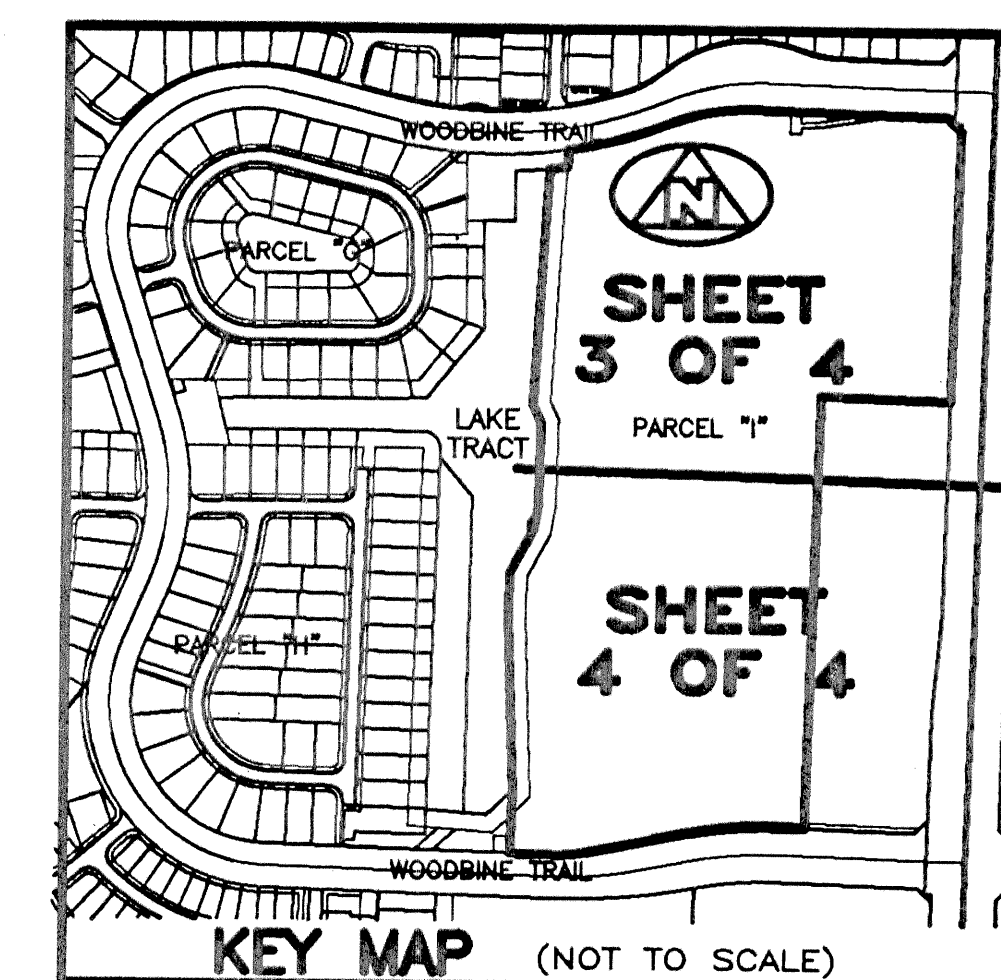 WOODBINE TRAIL
N
PARCEL "G"
SHEET
3 OF 4
LAKE
TRACT
PARCEL "I"
SHEET
4 OF 4
PARCEL "H"
WOODBINE TRAIL
KEY MAP (NOT TO SCALE)